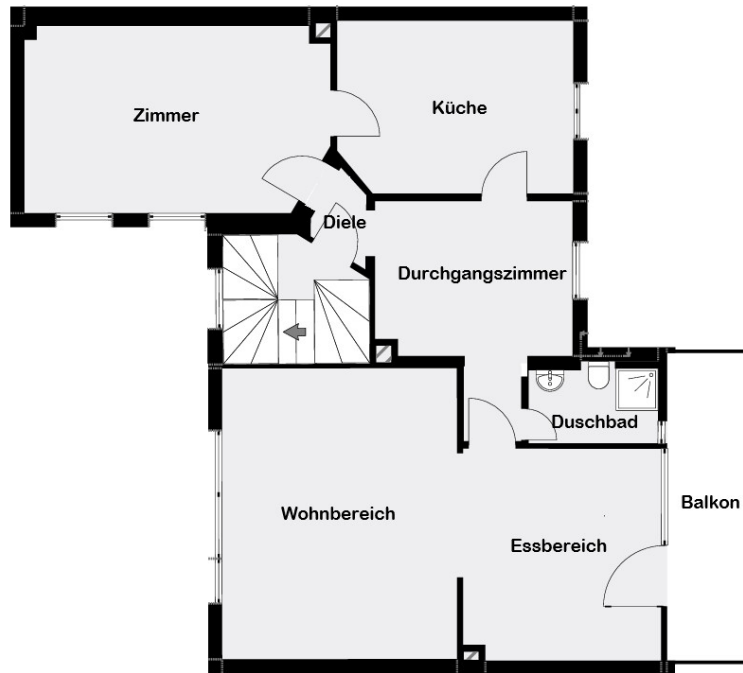 Zimmer
Küche
Diele
Durchgangszimmer
Duschbad
Wohnbereich
Essbereich
Balkon